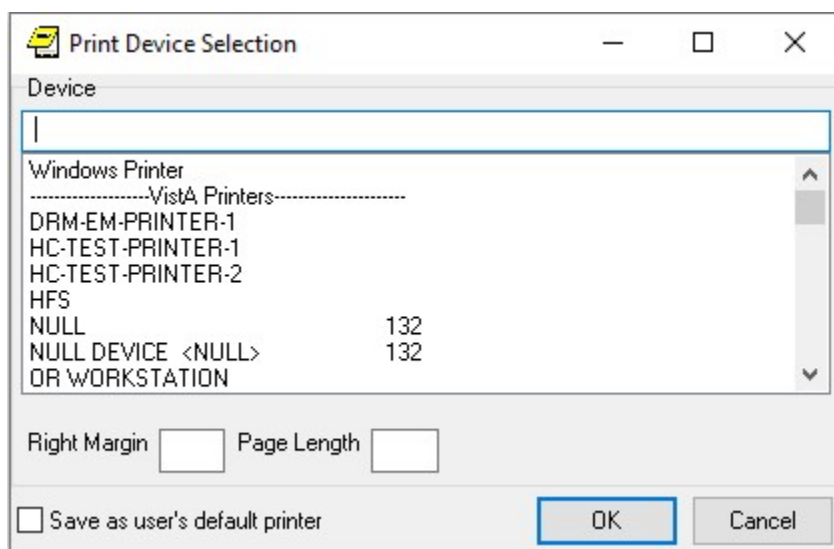 Print Device Selection
Device
Windows Printer
--------------------VistA Printers----------------------
DRM-EM-PRINTER-1
HC-TEST-PRINTER-1
HC-TEST-PRINTER-2
HFS
NULL 132
NULL DEVICE <NULL> 132
OR WORKSTATION
Right Margin Page Length
Save as user's default printer OK Cancel